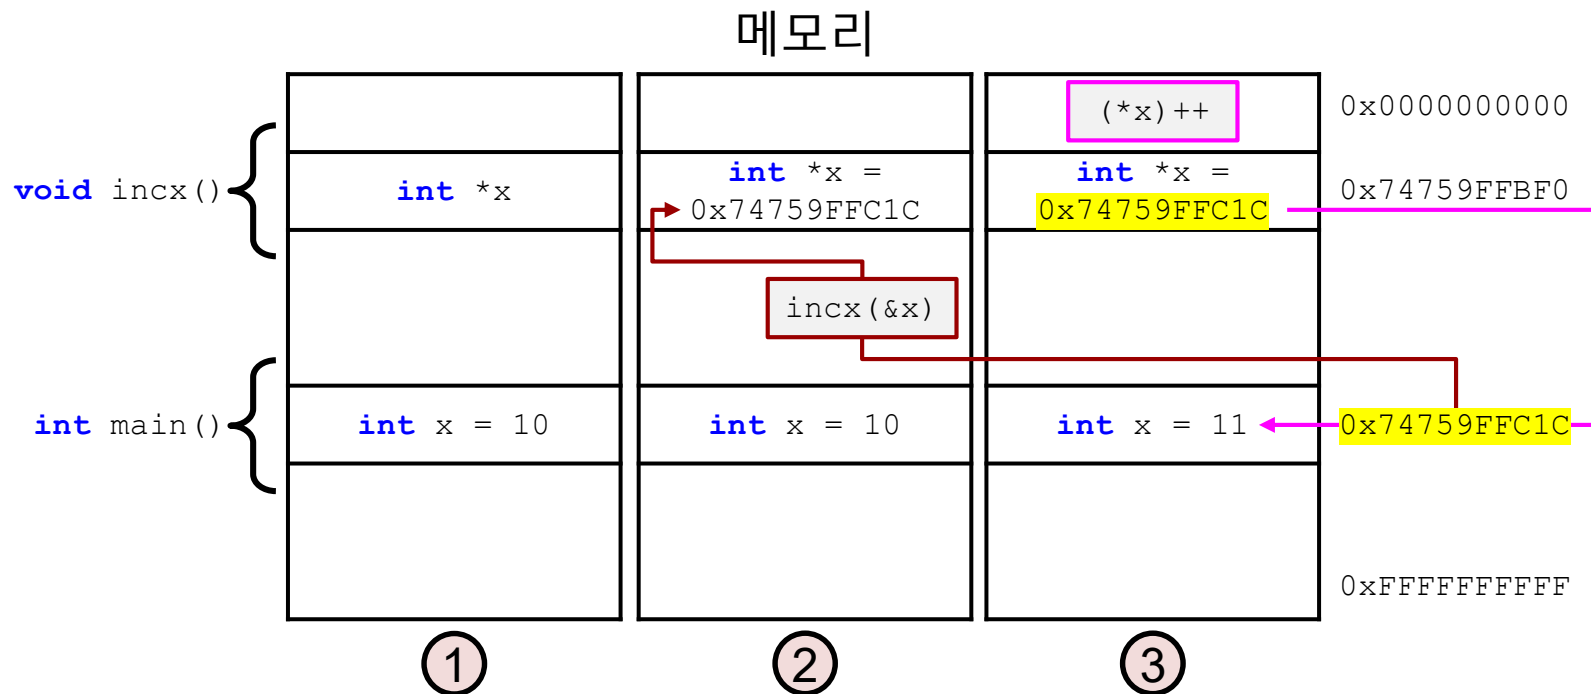 메모리
(*x)++
0x0000000000
void incx()
int *x
int *x =
0x74759FFC1C
int *x =
0x74759FFC1C
0x74759FFBF0
incx(&x)
int main()
int x = 10
int x = 10
int x = 11
0x74759FFC1C
0xFFFFFFFFFF
1
2
3